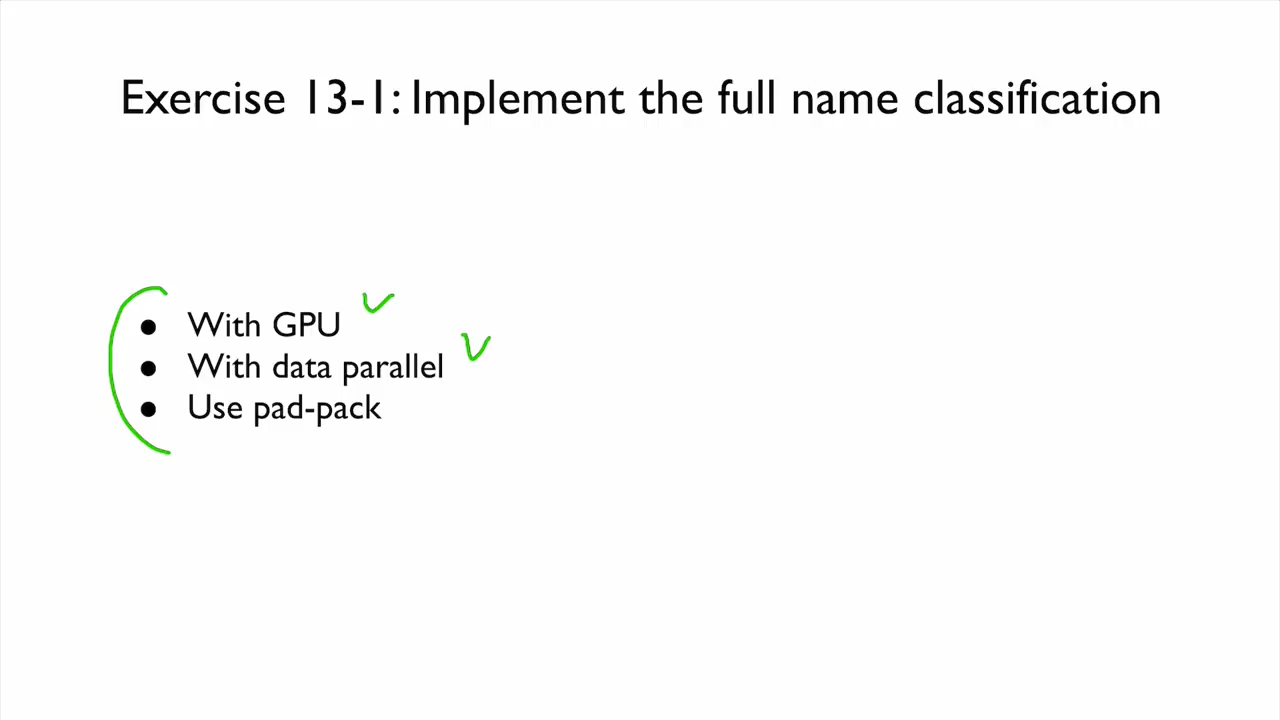 Exercise 13-1: Implement the full name classification
● With GPU
● With data parallel
● Use pad-pack